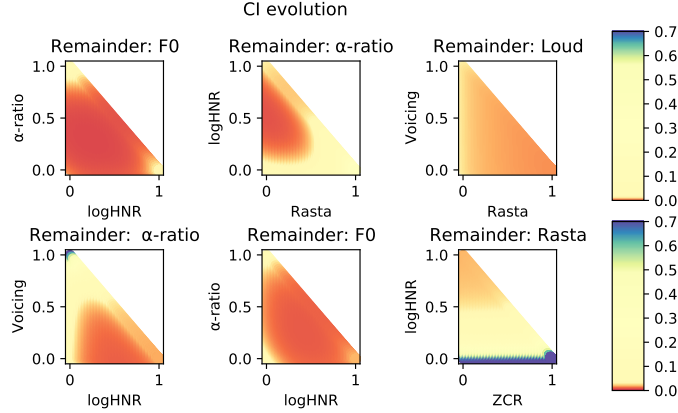 CI evolution
Remainder: F0
Remainder: α-ratio
Remainder: Loud
α-ratio
1.0
0.5
0.0
0
1
logHNR
logHNR
1.0
0.5
0.0
0
1
Rasta
Voicing
1.0
0.5
0.0
0
1
Rasta
0.7
0.6
0.5
0.4
0.3
0.2
0.1
0.0
Remainder: α-ratio
Remainder: F0
Remainder: Rasta
Voicing
1.0
0.5
0.0
0
1
logHNR
α-ratio
1.0
0.5
0.0
0
1
logHNR
logHNR
1.0
0.5
0.0
0
1
ZCR
0.7
0.6
0.5
0.4
0.3
0.2
0.1
0.0